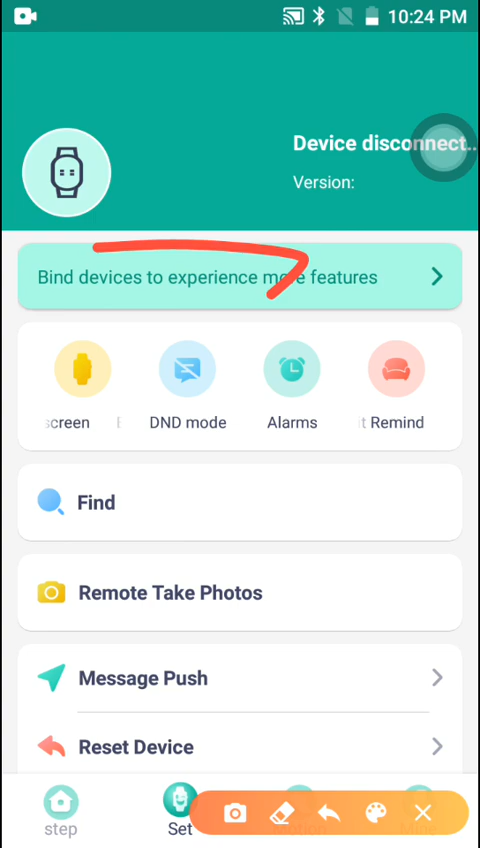 10:24 PM
Device disconnect..
Version:
Bind devices to experience more features
screen
DND mode
Alarms
t Remind
Find
Remote Take Photos
Message Push
Reset Device
step
Set